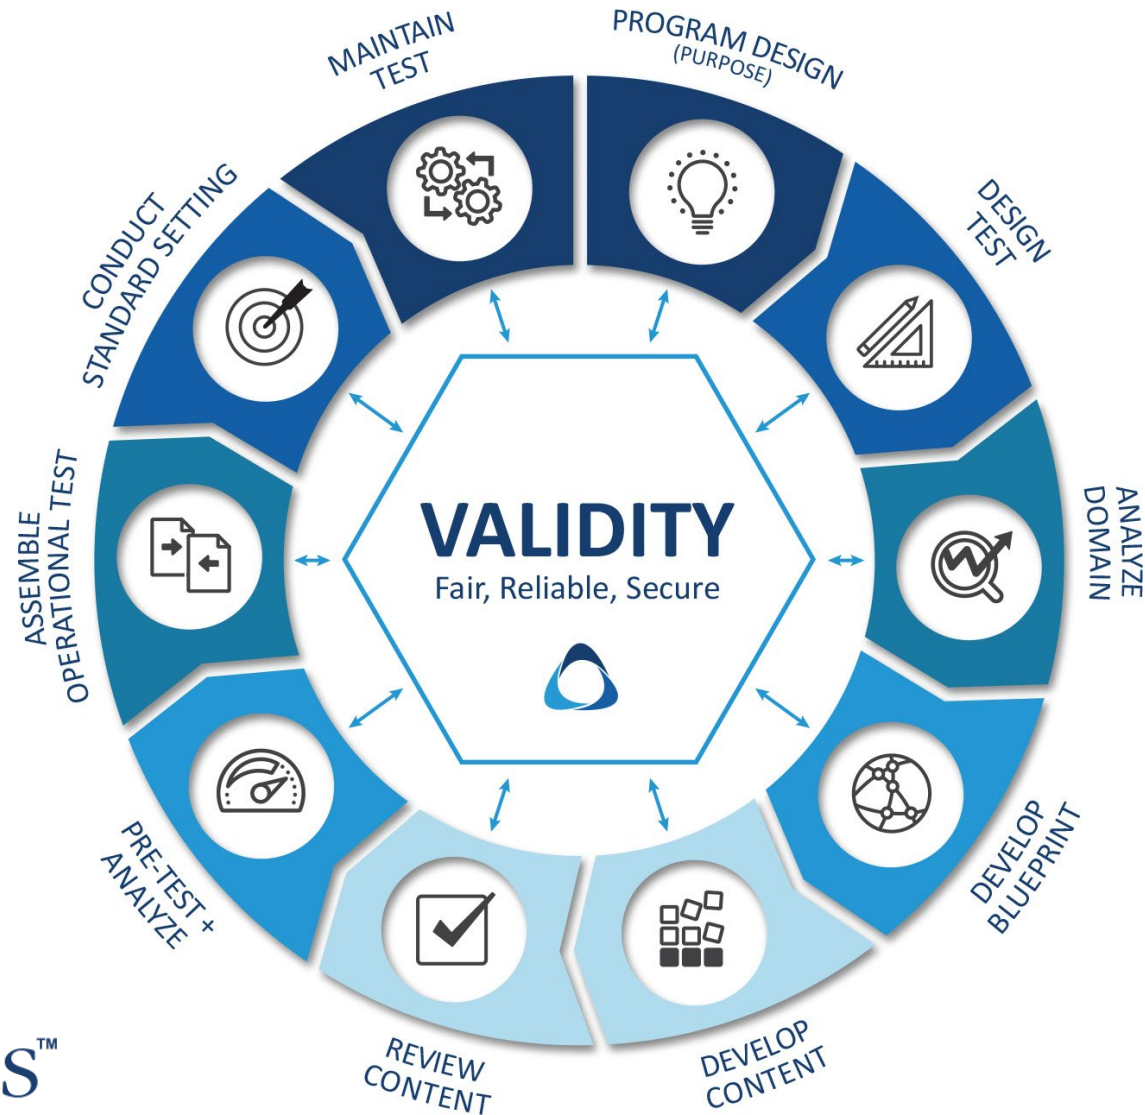 PROGRAM DESIGN
(PURPOSE)
DESIGN
TEST
ANALYZE
DOMAIN
DEVELOP
BLUEPRINT
DEVELOP
CONTENT
REVIEW
CONTENT
PRE-TEST +
ANALYZE
ASSEMBLE
OPERATIONAL TEST
CONDUCT
STANDARD SETTING
MAINTAIN
TEST
VALIDITY
Fair, Reliable, Secure
S™